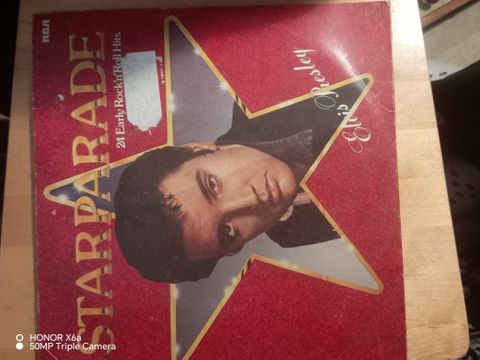 RCA
STARPARADE
24 Early Rock'n'Roll Hits
Elvis Presley
HONOR X6a
50MP Triple Camera